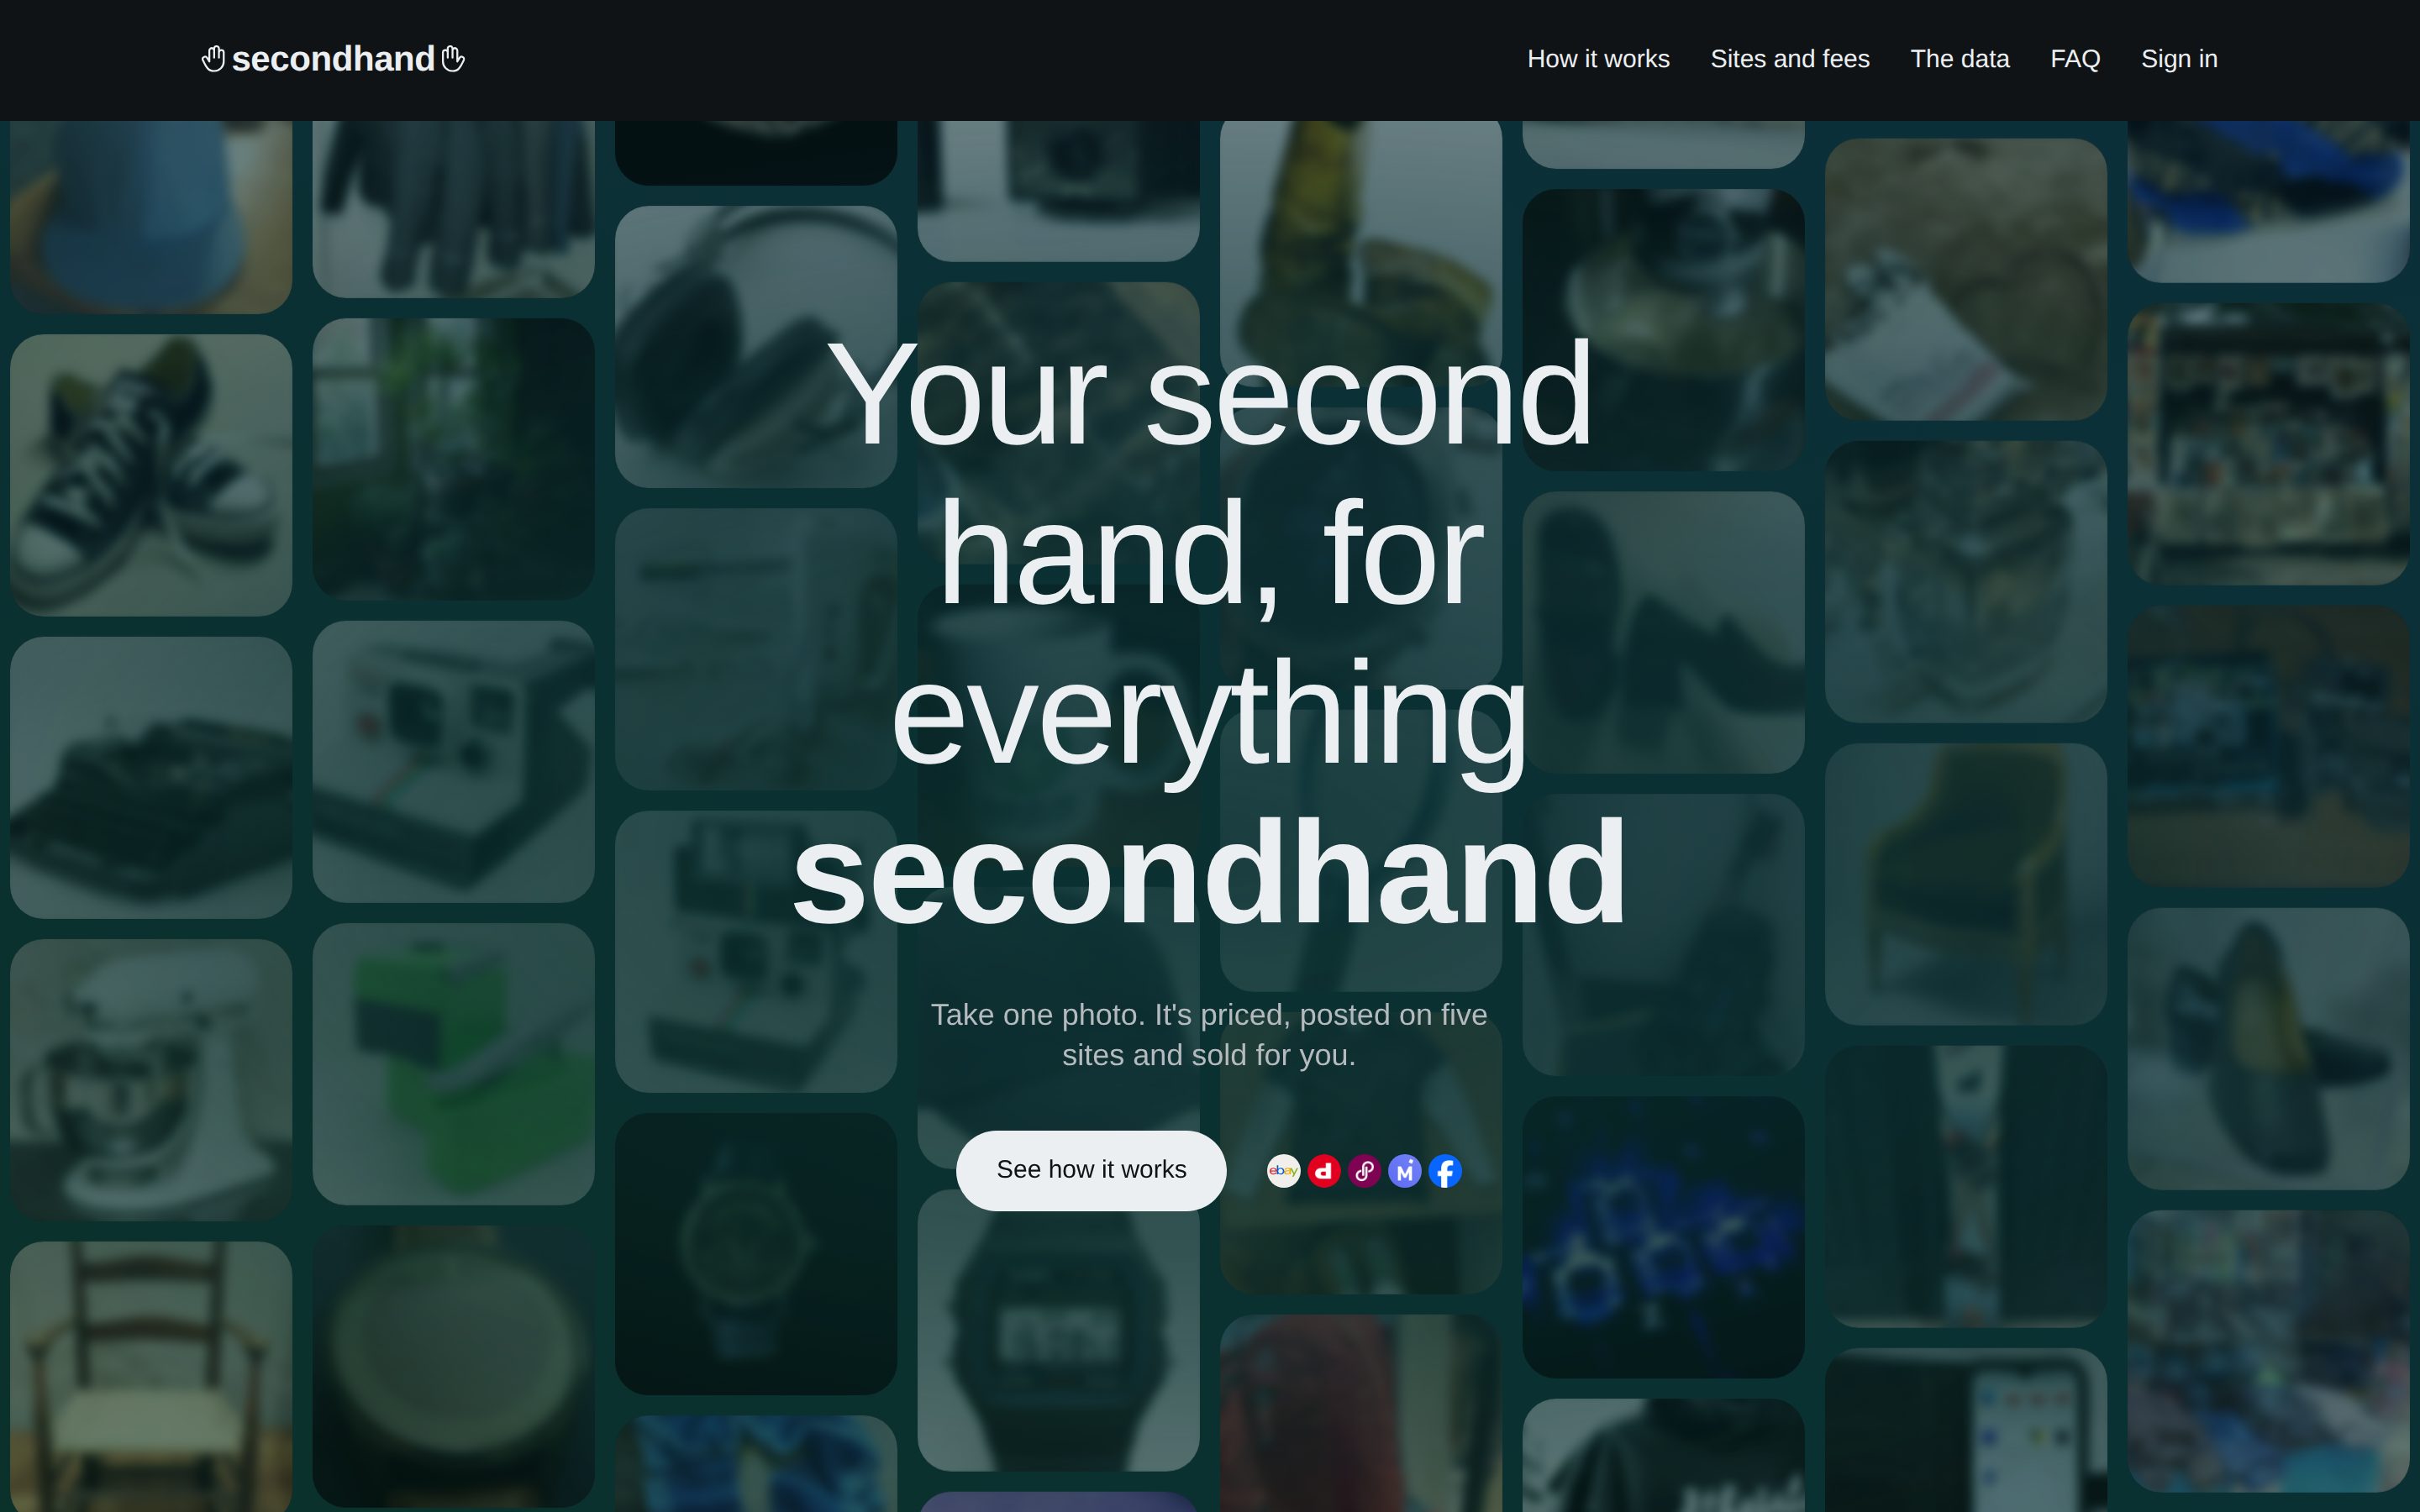 secondhand
How it works
Sites and fees
The data
FAQ
Sign in
Your second
hand, for
everything
secondhand
Take one photo. It's priced, posted on five
sites and sold for you.
See how it works
ebay